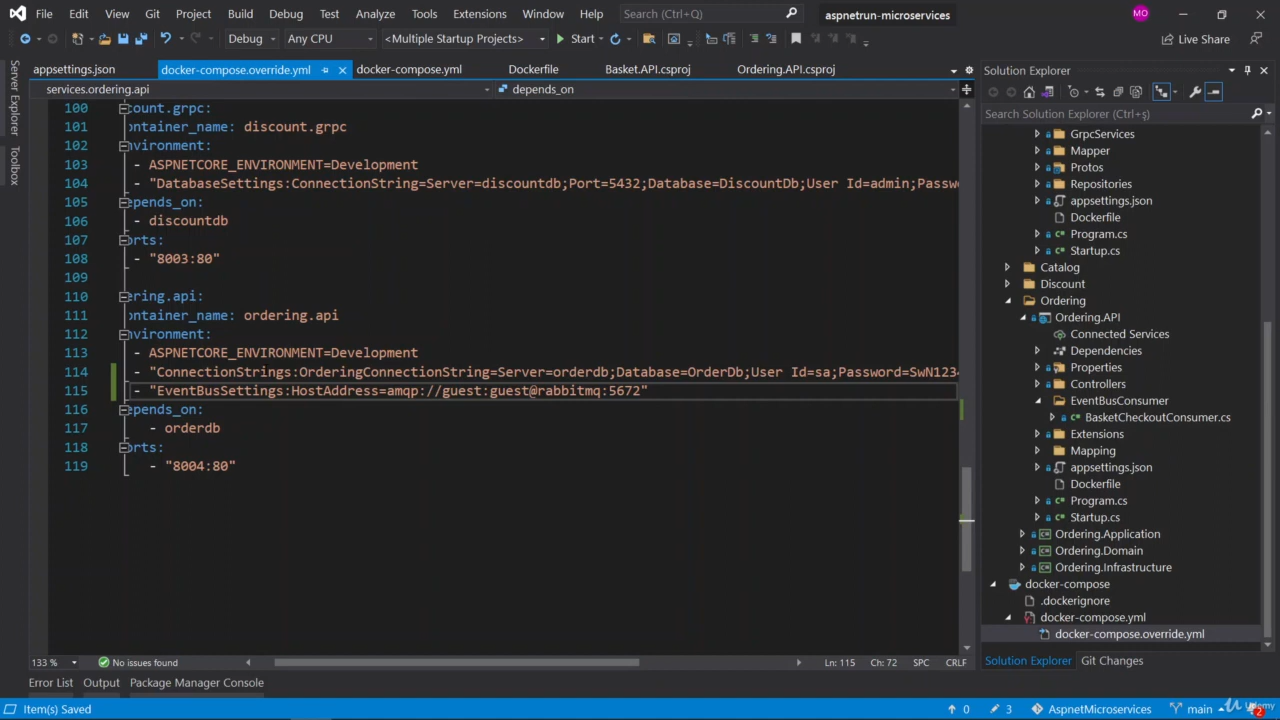 File Edit View Git Project Build Debug Test Analyze Tools Extensions Window Help Search (Ctrl+Q) aspnetrun-microservices MO
Debug Any CPU <Multiple Startup Projects> Start Live Share
Server Explorer
Toolbox
appsettings.json docker-compose.override.yml docker-compose.yml Dockerfile Basket.API.csproj Ordering.API.csproj
services.ordering.api depends_on
100 count.grpc:
101 ontainer_name: discount.grpc
102 nvironment:
103 - ASPNETCORE_ENVIRONMENT=Development
104 - "DatabaseSettings:ConnectionString=Server=discountdb;Port=5432;Database=DiscountDb;User Id=admin;Passw
105 epends_on:
106 - discountdb
107 orts:
108 - "8003:80"
109
110 ering.api:
111 ontainer_name: ordering.api
112 nvironment:
113 - ASPNETCORE_ENVIRONMENT=Development
114 - "ConnectionStrings:OrderingConnectionString=Server=orderdb;Database=OrderDb;User Id=sa;Password=SwN1234
115 - "EventBusSettings:HostAddress=amqp://guest:guest@rabbitmq:5672"
116 epends_on:
117 - orderdb
118 orts:
119 - "8004:80"
133 % No issues found Ln: 115 Ch: 72 SPC CRLF
Error List Output Package Manager Console
Solution Explorer
Search Solution Explorer (Ctrl+ş)
GrpcServices
Mapper
Protos
Repositories
appsettings.json
Dockerfile
Program.cs
Startup.cs
Catalog
Discount
Ordering
Ordering.API
Connected Services
Dependencies
Properties
Controllers
EventBusConsumer
BasketCheckoutConsumer.cs
Extensions
Mapping
appsettings.json
Dockerfile
Program.cs
Startup.cs
Ordering.Application
Ordering.Domain
Ordering.Infrastructure
docker-compose
.dockerignore
docker-compose.yml
docker-compose.override.yml
Solution Explorer Git Changes
Item(s) Saved 0 3 AspnetMicroservices main 2
Udemy